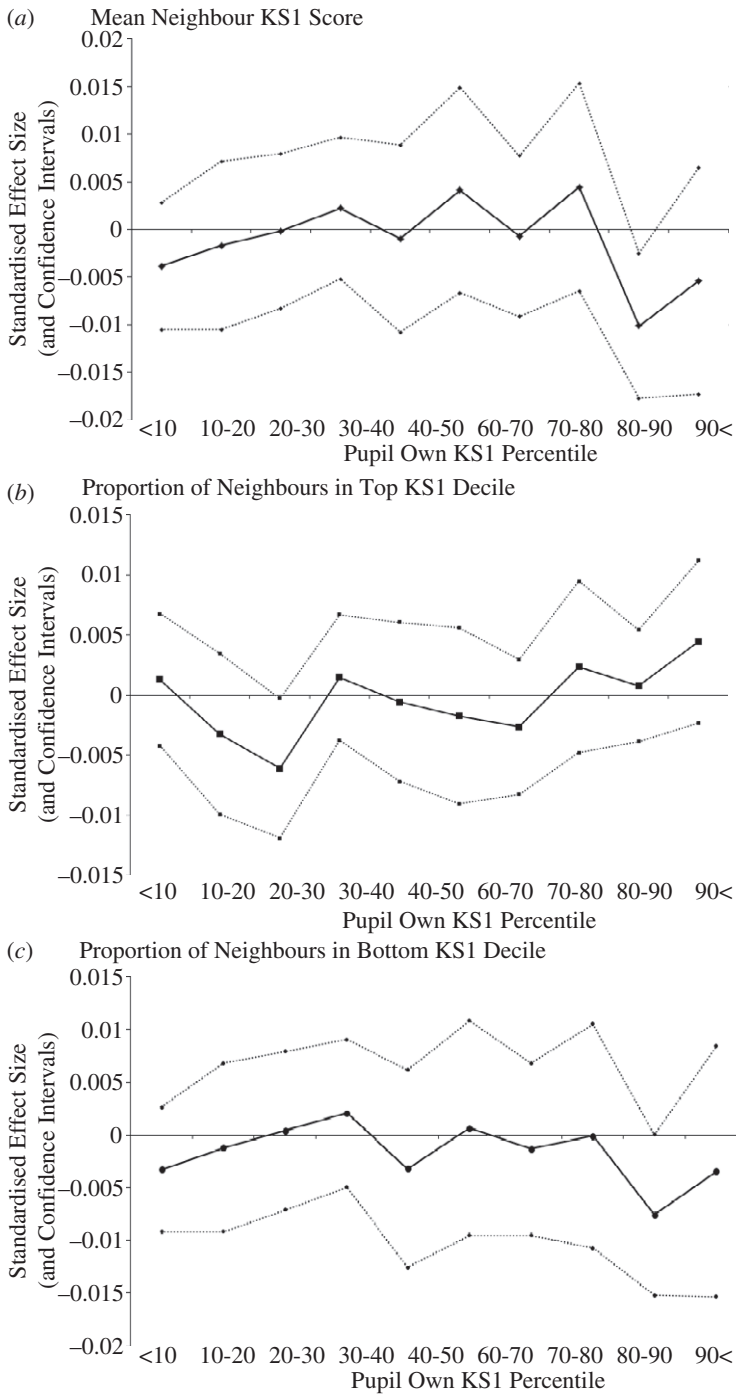 (a) Mean Neighbour KS1 Score
Standardised Effect Size
(and Confidence Intervals)
0.02
0.015
0.01
0.005
0
–0.005
–0.01
–0.015
–0.02
<10 10-20 20-30 30-40 40-50 60-70 70-80 80-90 90<
Pupil Own KS1 Percentile
(b) Proportion of Neighbours in Top KS1 Decile
Standardised Effect Size
(and Confidence Intervals)
0.015
0.01
0.005
0
–0.005
–0.01
–0.015
<10 10-20 20-30 30-40 40-50 60-70 70-80 80-90 90<
Pupil Own KS1 Percentile
(c) Proportion of Neighbours in Bottom KS1 Decile
Standardised Effect Size
(and Confidence Intervals)
0.015
0.01
0.005
0
–0.005
–0.01
–0.015
–0.02
<10 10-20 20-30 30-40 40-50 60-70 70-80 80-90 90<
Pupil Own KS1 Percentile